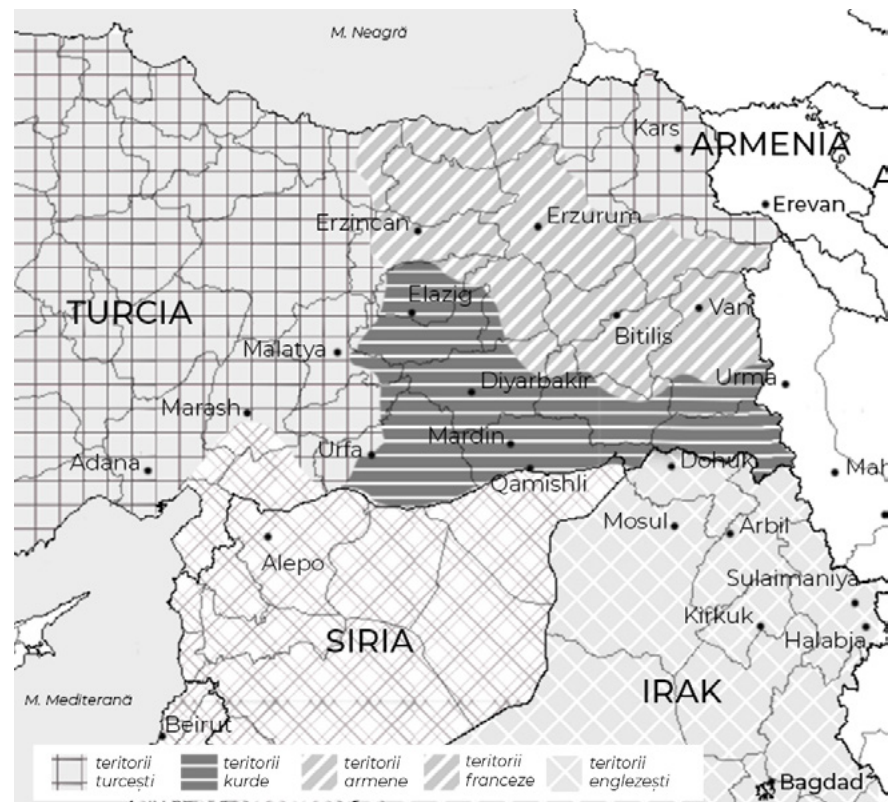 M. Neagră
Kars
ARMENIA
A
Erevan
Erzincan
Erzurum
Elazig
Van
TURCIA
Bitilis
Malatya
Diyarbakir
Urma
Marash
Mardin
Urfa
Adana
Dohuk
Mah
Qamishli
Mosul
Arbil
Alepo
Sulaimaniya
Kirkuk
SIRIA
Halabja
IRAK
M. Mediterană
Beirut
teritorii
turcești
teritorii
kurde
teritorii
armene
teritorii
franceze
teritorii
englezești
Bagdad